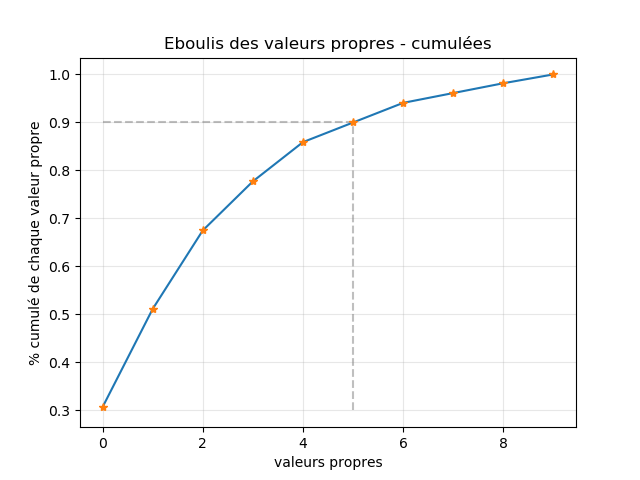 Eboulis des valeurs propres - cumulées
% cumulé de chaque valeur propre
1.0
0.9
0.8
0.7
0.6
0.5
0.4
0.3
0 2 4 6 8
valeurs propres